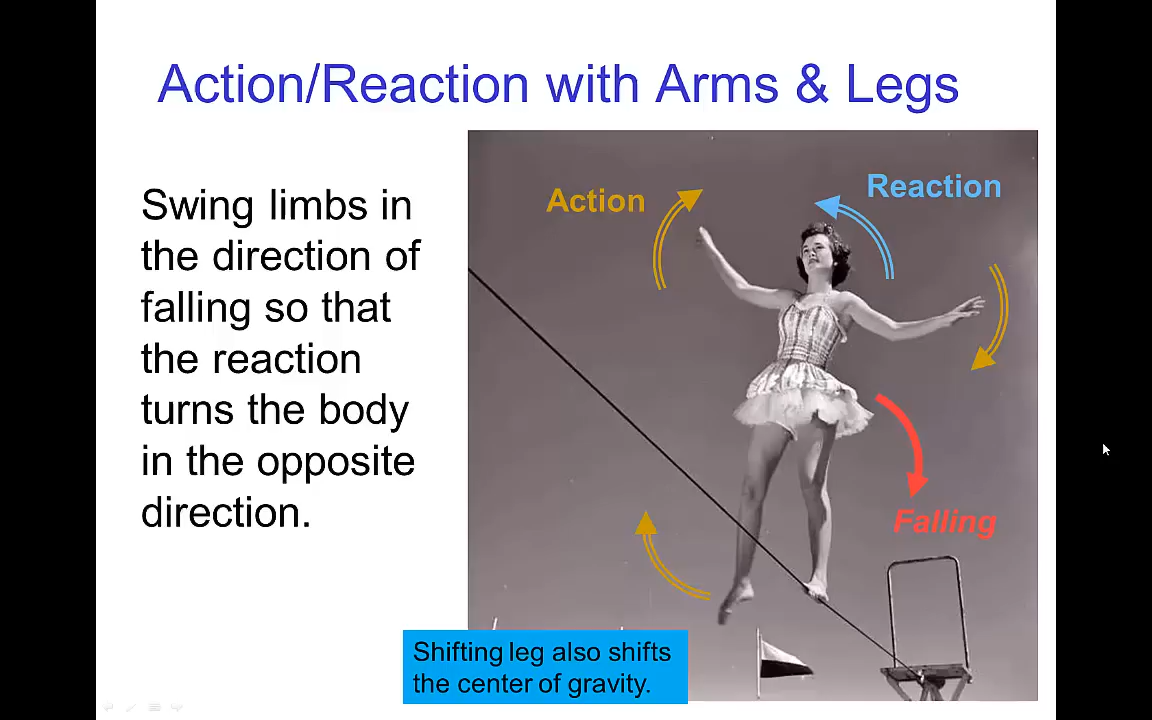 Action/Reaction with Arms & Legs
Swing limbs in
the direction of
falling so that
the reaction
turns the body
in the opposite
direction.
Action
Reaction
Falling
Shifting leg also shifts
the center of gravity.